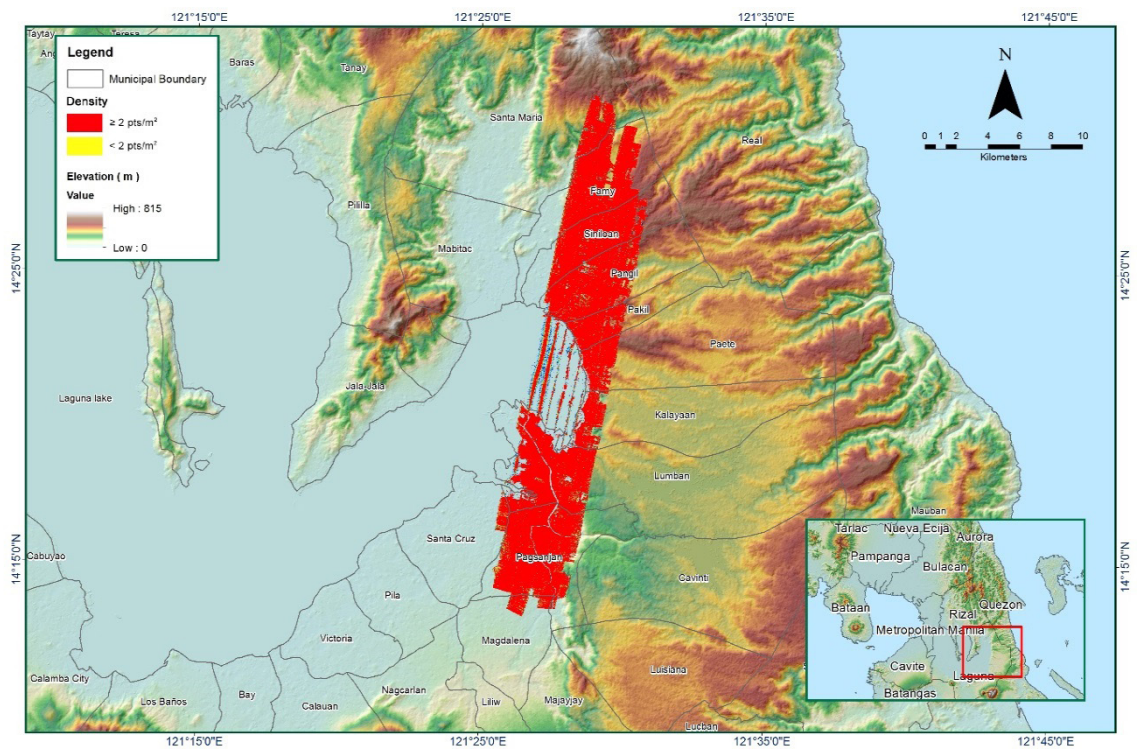 121°15'0"E 121°25'0"E 121°35'0"E 121°45'0"E
Taytay
Teresa
Baras
Tanay
Legend
Municipal Boundary
Density
≥ 2 pts/m²
< 2 pts/m²
Elevation ( m )
Value
High : 815
Low : 0
N
0 1 2 4 6 8 10
Kilometers
Santa Maria
Real
Famy
Pililla
Siniloan
Mabitac
14°25'0"N
14°25'0"N
Pangil
Pakil
Paete
Jala-Jala
Laguna lake
Kalayaan
Lumban
Mauban
Santa Cruz
Cabuyao
14°15'0"N
14°15'0"N
Pagsanjan
Cavinti
Pila
Victoria
Magdalena
Luisiana
Calamba City
Los Baños
Bay
Calauan
Nagcarlan
Liliw
Majayjay
Lucban
Tarlac
Nueva Ecija
Aurora
Pampanga
Bulacan
Bataan
Rizal
Quezon
Metropolitan Manila
Cavite
Laguna
Batangas
121°15'0"E 121°25'0"E 121°35'0"E 121°45'0"E